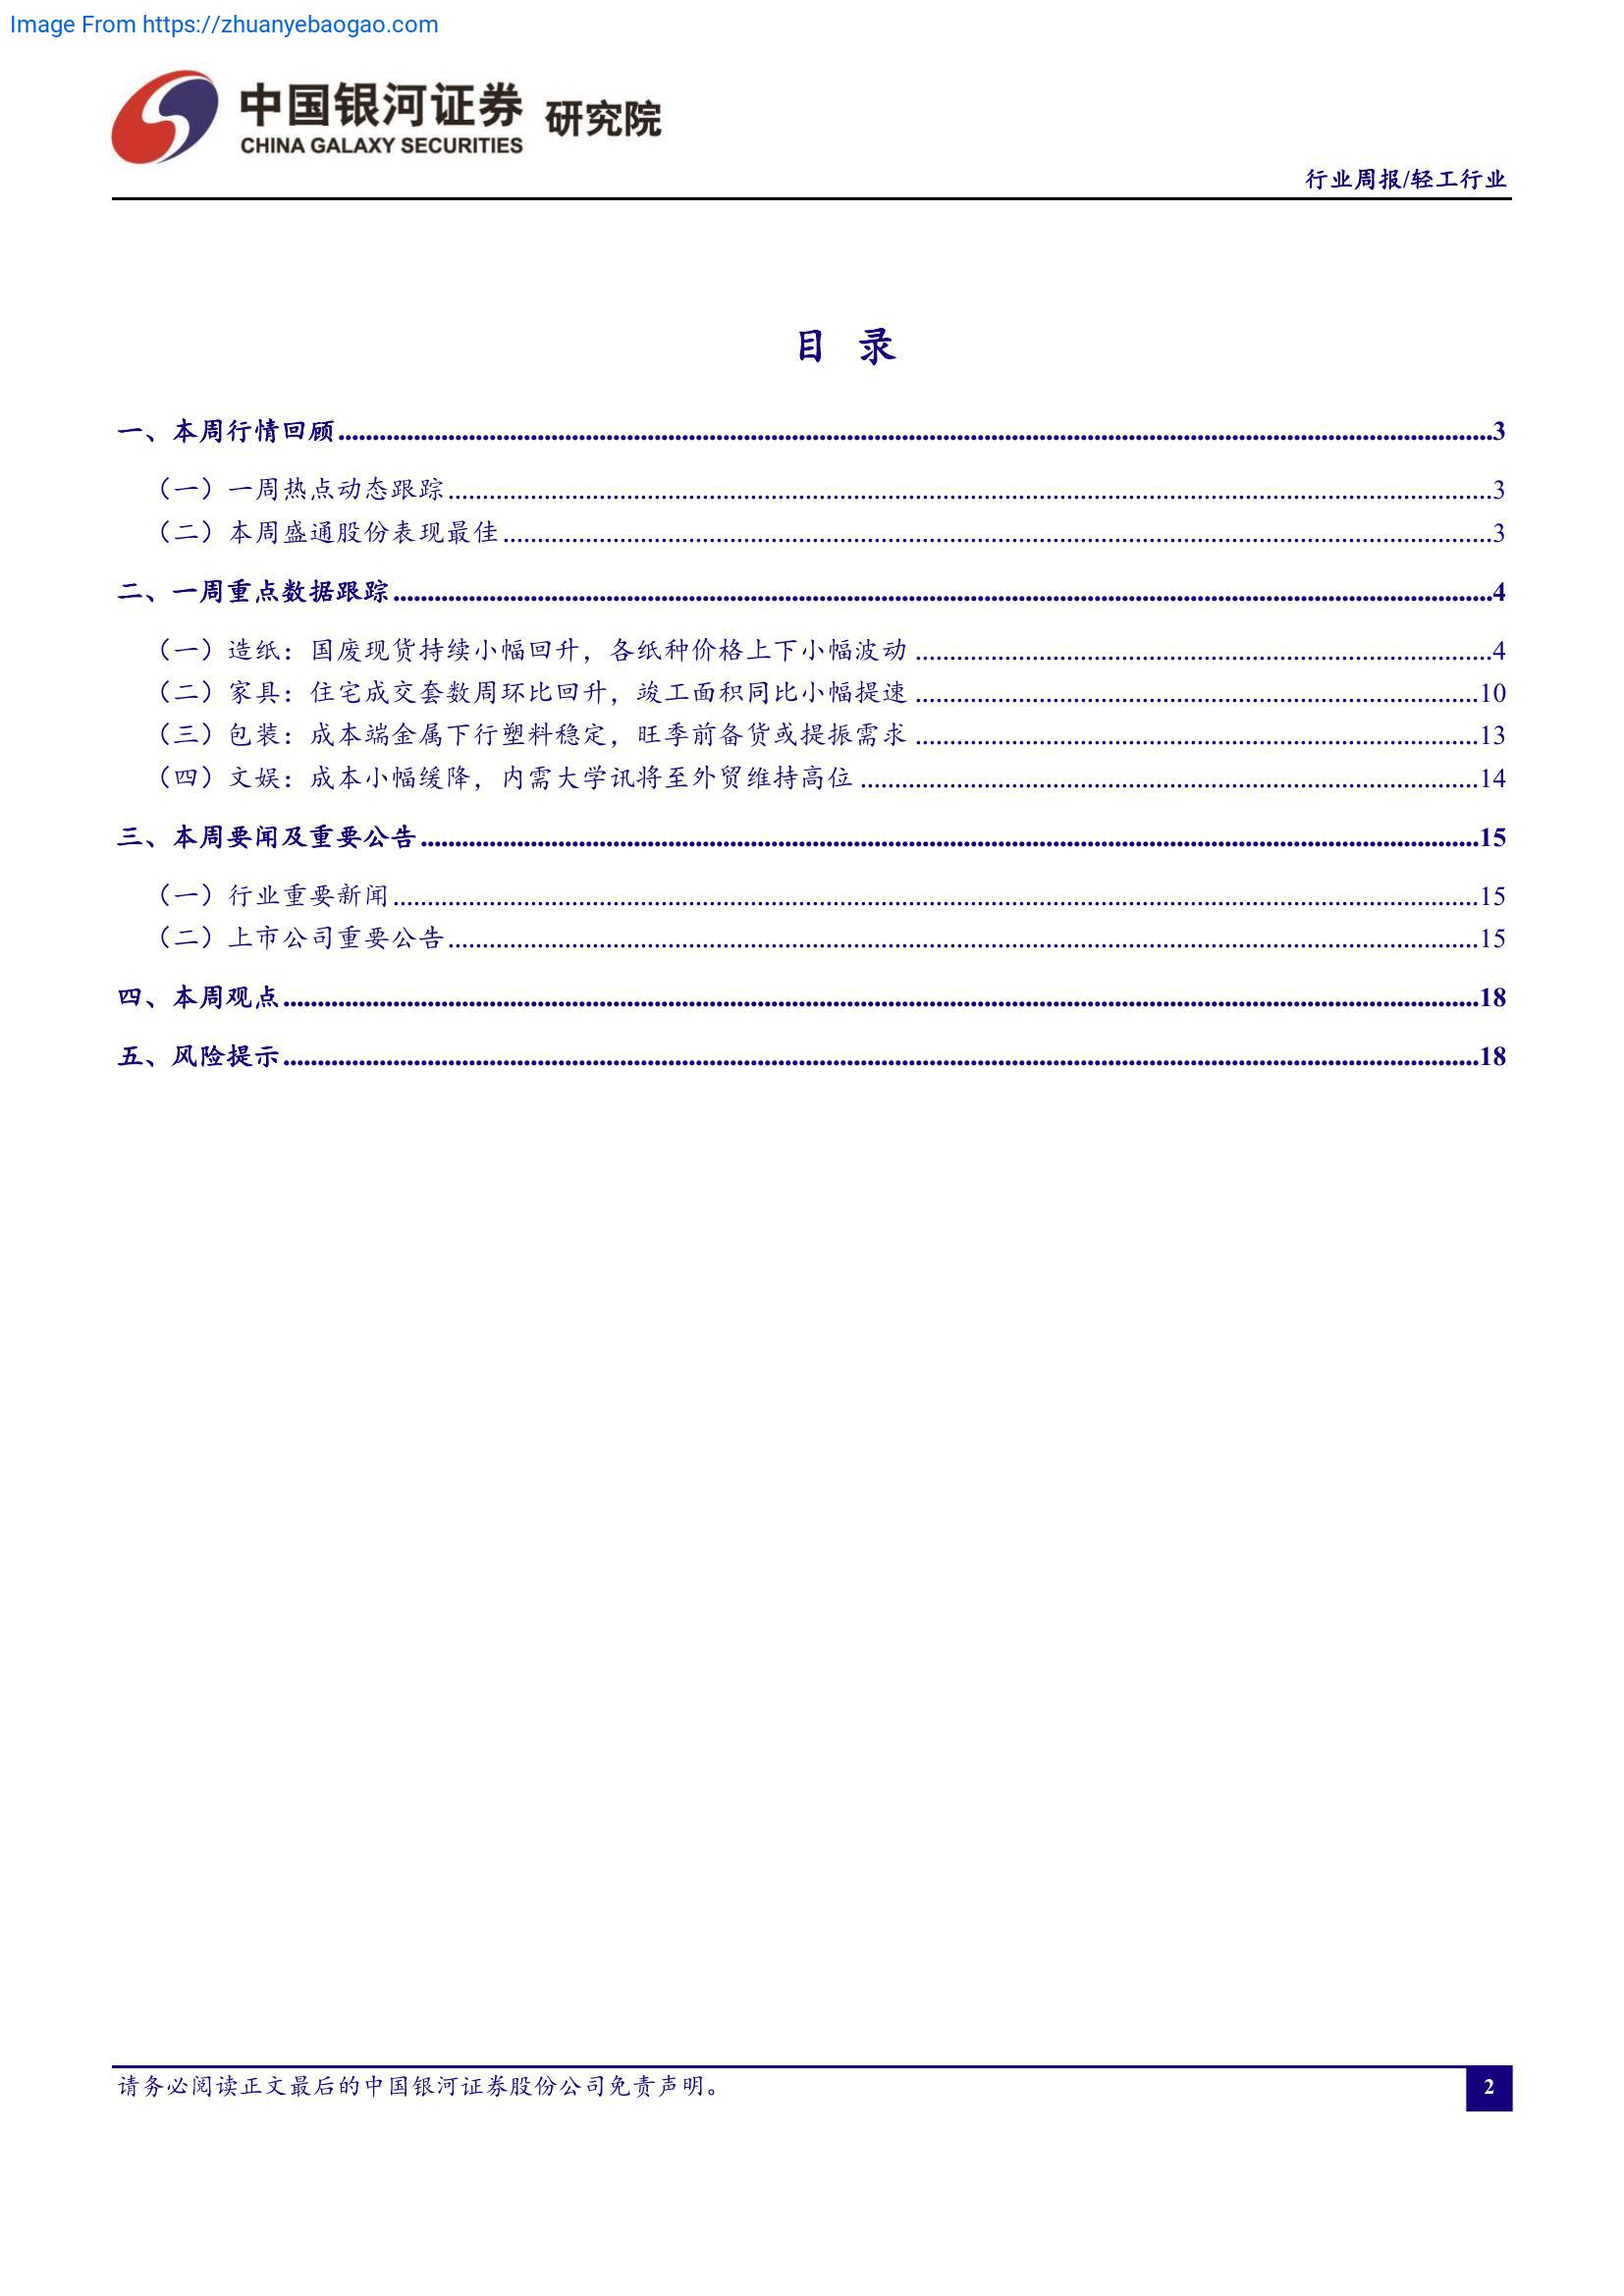 Image From https://zhuanyebaogao.com
中国银河证券 研究院
CHINA GALAXY SECURITIES
行业周报/轻工行业
目 录
一、本周行情回顾........3
（一）一周热点动态跟踪........3
（二）本周盛通股份表现最佳........3
二、一周重点数据跟踪........4
（一）造纸：国废现货持续小幅回升，各纸种价格上下小幅波动........4
（二）家具：住宅成交套数周环比回升，竣工面积同比小幅提速........10
（三）包装：成本端金属下行塑料稳定，旺季前备货或提振需求........13
（四）文娱：成本小幅缓降，内需大学讯将至外贸维持高位........14
三、本周要闻及重要公告........15
（一）行业重要新闻........15
（二）上市公司重要公告........15
四、本周观点........18
五、风险提示........18
请务必阅读正文最后的中国银河证券股份公司免责声明。
2